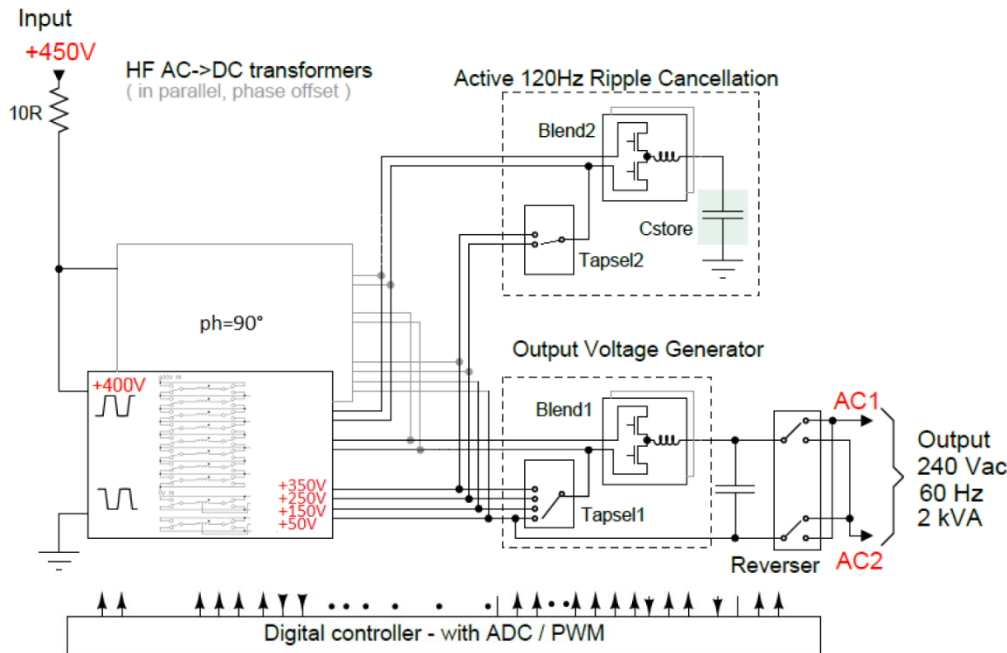 Input
+450V
10R
HF AC->DC transformers
( in parallel, phase offset )
Active 120Hz Ripple Cancellation
Blend2
Cstore
Tapsel2
ph=90°
+400V
+350V
+250V
+150V
+50V
Output Voltage Generator
Blend1
Tapsel1
Reverser
AC1
AC2
Output
240 Vac
60 Hz
2 kVA
Digital controller - with ADC / PWM